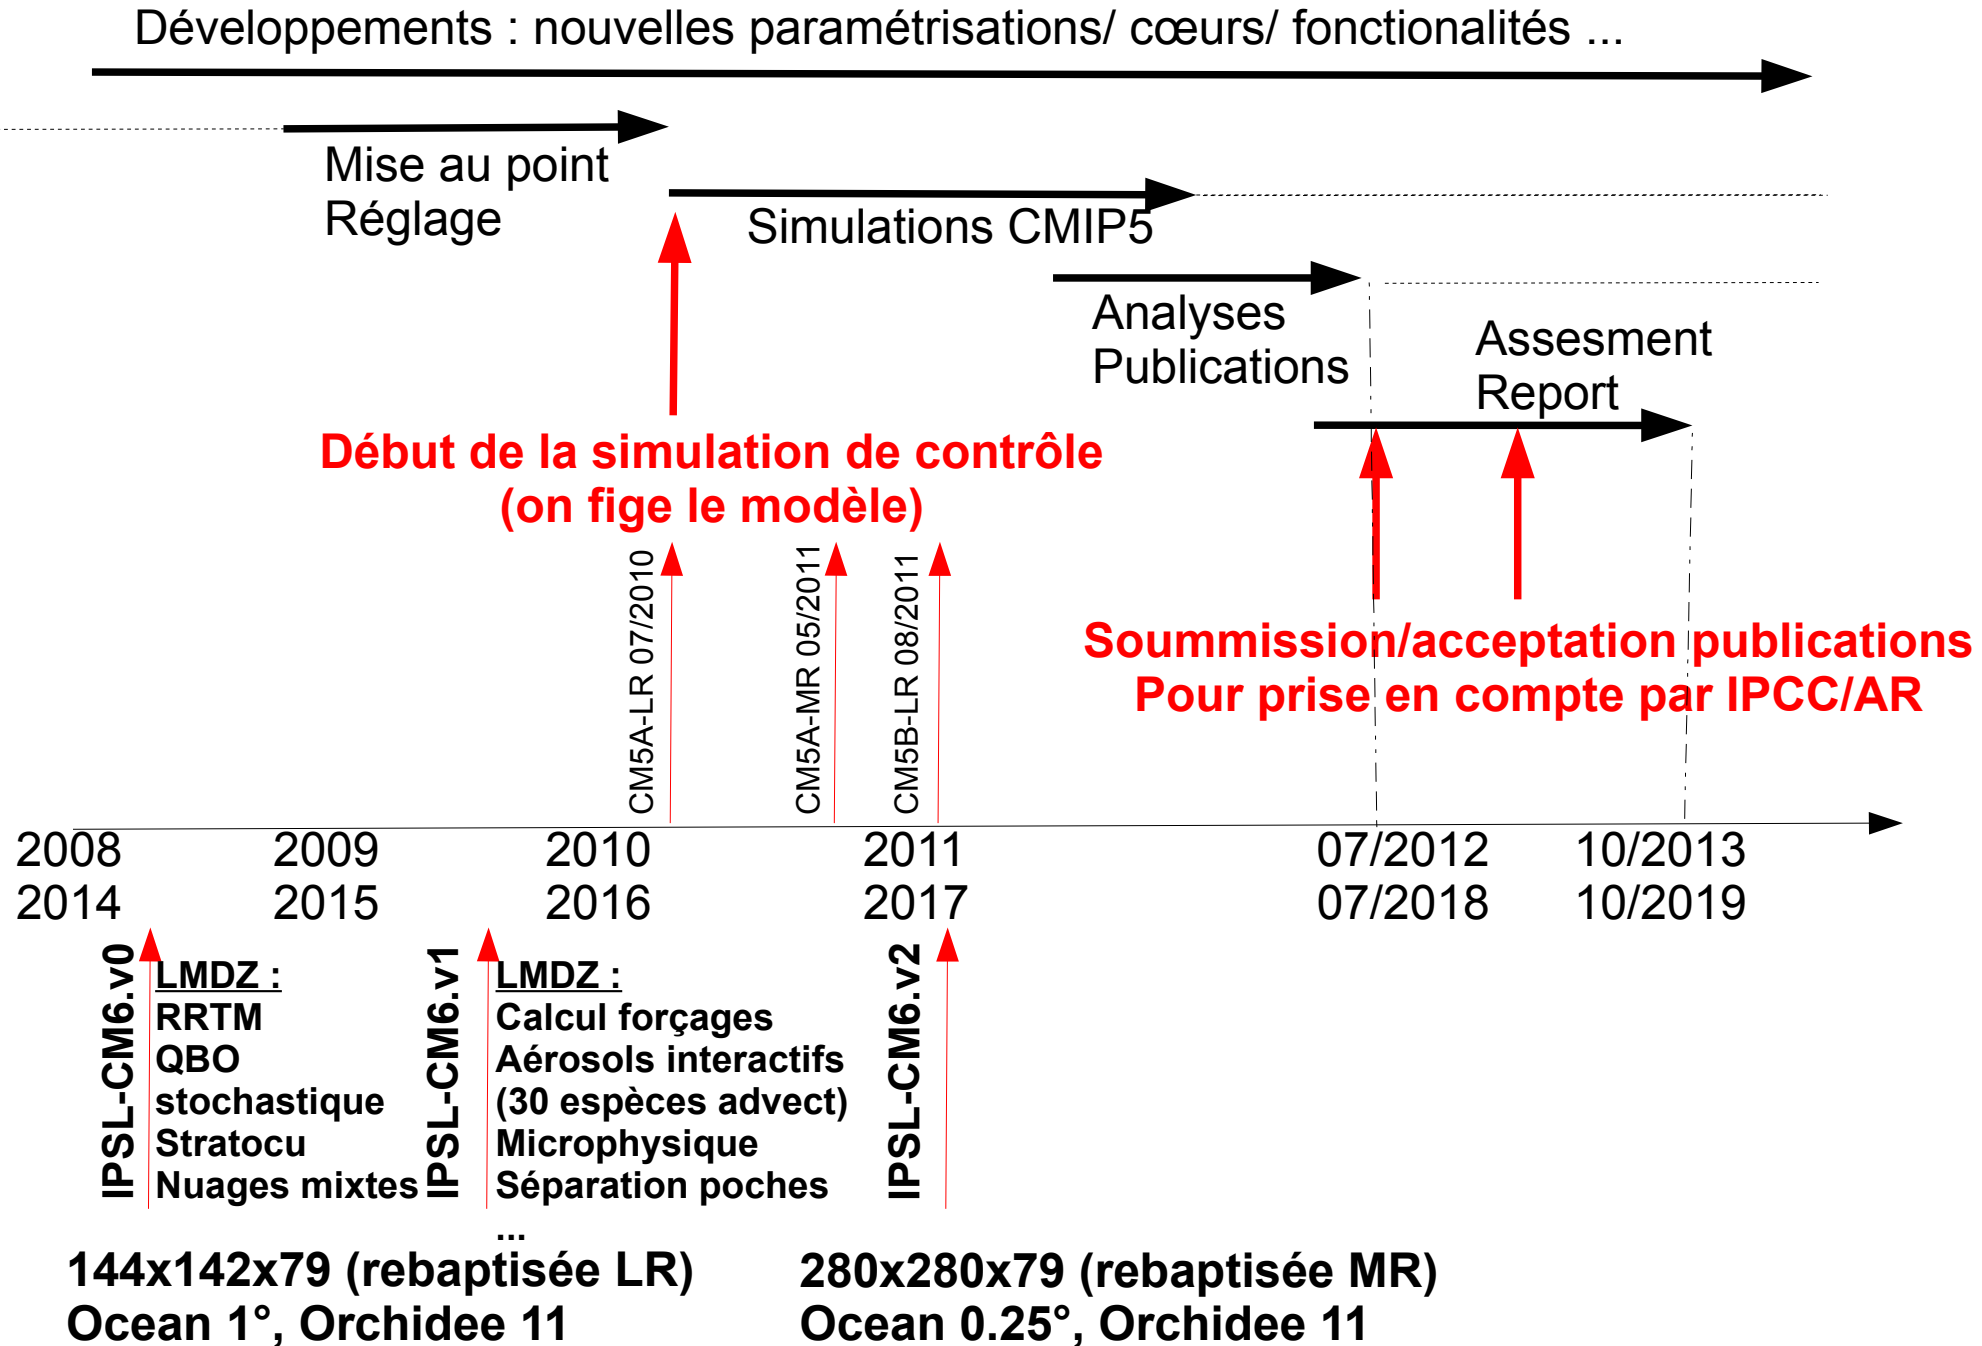 Développements : nouvelles paramétrisations/ cœurs/ fonctionalités ...
Mise au point
Réglage
Simulations CMIP5
Analyses
Publications
Assesment
Report
Début de la simulation de contrôle
(on fige le modèle)
CM5A-LR 07/2010
CM5A-MR 05/2011
CM5B-LR 08/2011
Soummission/acceptation publications
Pour prise en compte par IPCC/AR
2008 2009 2010 2011 07/2012 10/2013
2014 2015 2016 2017 07/2018 10/2019
IPSL-CM6.v0
LMDZ :
RRTM
QBO
stochastique
Stratocu
Nuages mixtes
IPSL-CM6.v1
LMDZ :
Calcul forçages
Aérosols interactifs
(30 espèces advect)
Microphysique
Séparation poches
...
IPSL-CM6.v2
144x142x79 (rebaptisée LR)
Ocean 1°, Orchidee 11
280x280x79 (rebaptisée MR)
Ocean 0.25°, Orchidee 11